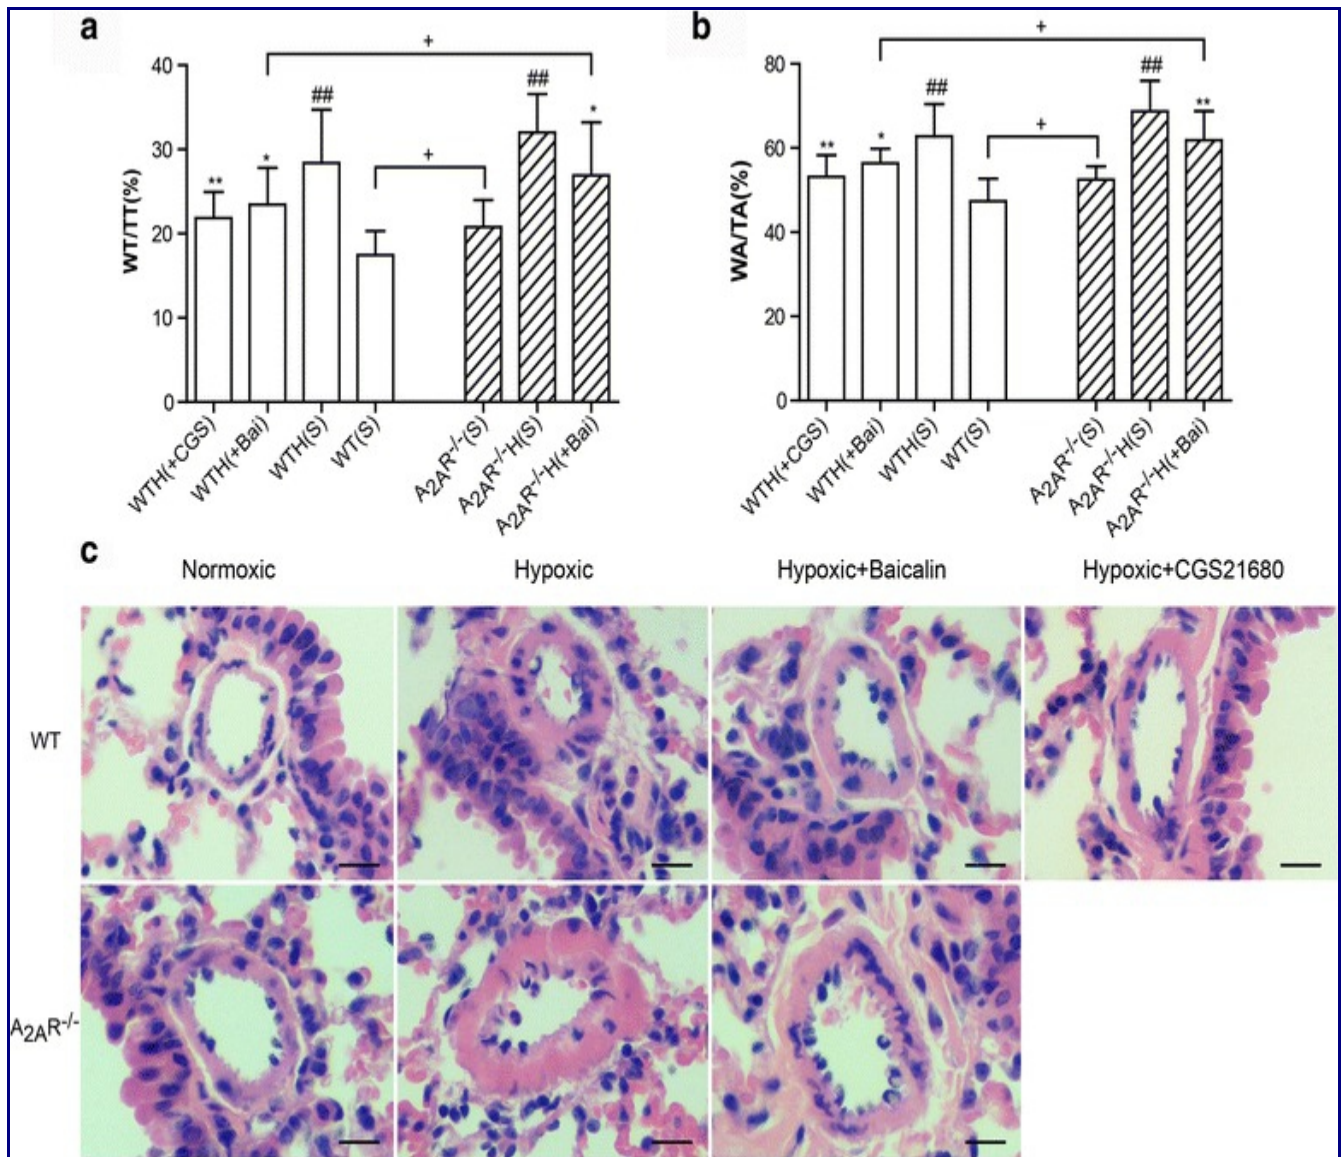 a
b
+
+
40
30
20
10
0
WT/TT(%)
**
*
##
+
##
*
WTH(+CGS)
WTH(+Bai)
WTH(S)
WT(S)
A2AR-/-(S)
A2AR-/-H(S)
A2AR-/-H(+Bai)
80
60
40
20
0
WA/TA(%)
**
*
##
+
##
**
WTH(+CGS)
WTH(+Bai)
WTH(S)
WT(S)
A2AR-/-(S)
A2AR-/-H(S)
A2AR-/-H(+Bai)
c
Normoxic
Hypoxic
Hypoxic+Baicalin
Hypoxic+CGS21680
WT
A2AR-/-